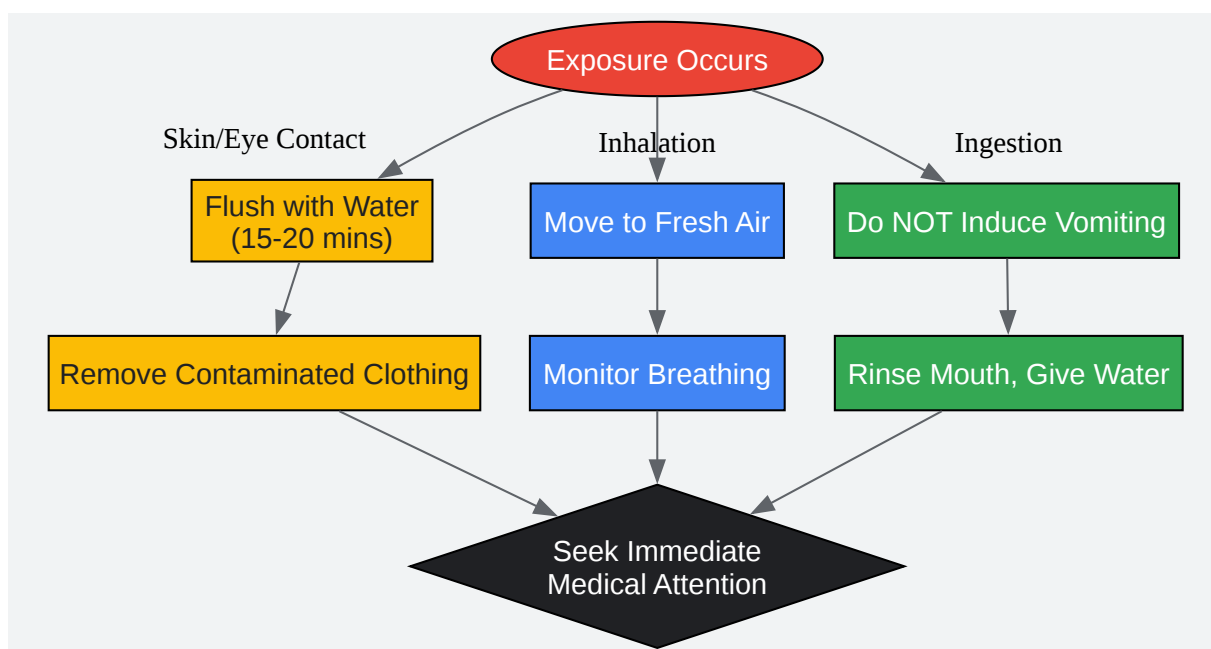 Exposure Occurs
Skin/Eye Contact
Inhalation
Ingestion
Flush with Water
(15-20 mins)
Move to Fresh Air
Do NOT Induce Vomiting
Remove Contaminated Clothing
Monitor Breathing
Rinse Mouth, Give Water
Seek Immediate
Medical Attention